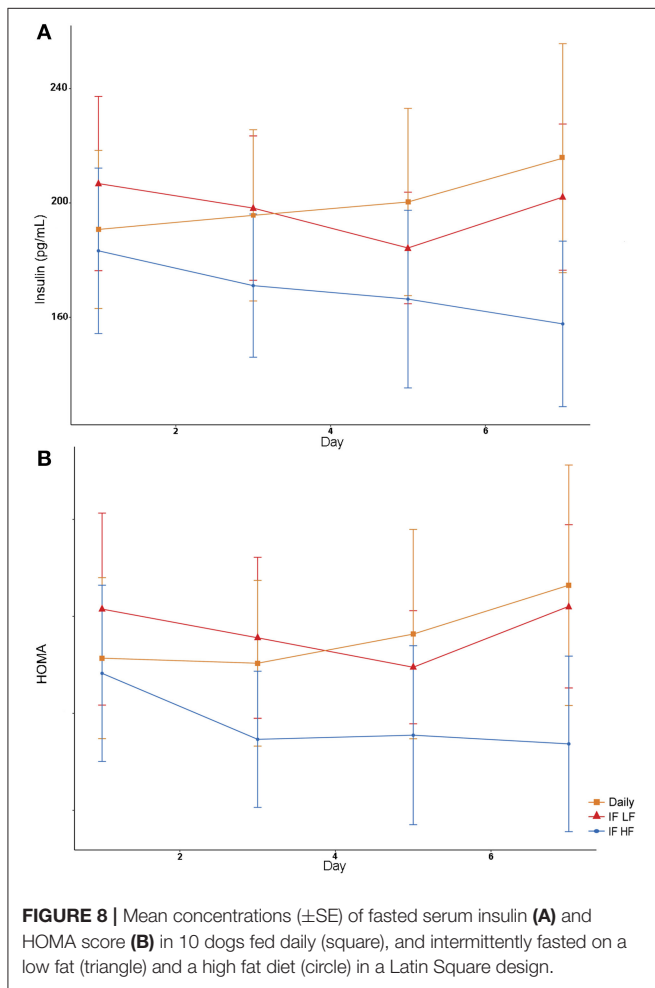 A
240
200
160
Insulin (pg/mL)
2
4
6
Day
B
HOMA
Daily
IF LF
IF HF
2
4
6
Day
FIGURE 8 | Mean concentrations (±SE) of fasted serum insulin (A) and
HOMA score (B) in 10 dogs fed daily (square), and intermittently fasted on a
low fat (triangle) and a high fat diet (circle) in a Latin Square design.